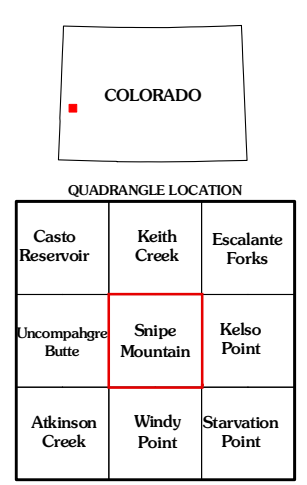 COLORADO
QUADRANGLE LOCATION
Casto
Reservoir
Keith
Creek
Escalante
Forks
Uncompahgre
Butte
Snipe
Mountain
Kelso
Point
Atkinson
Creek
Windy
Point
Starvation
Point